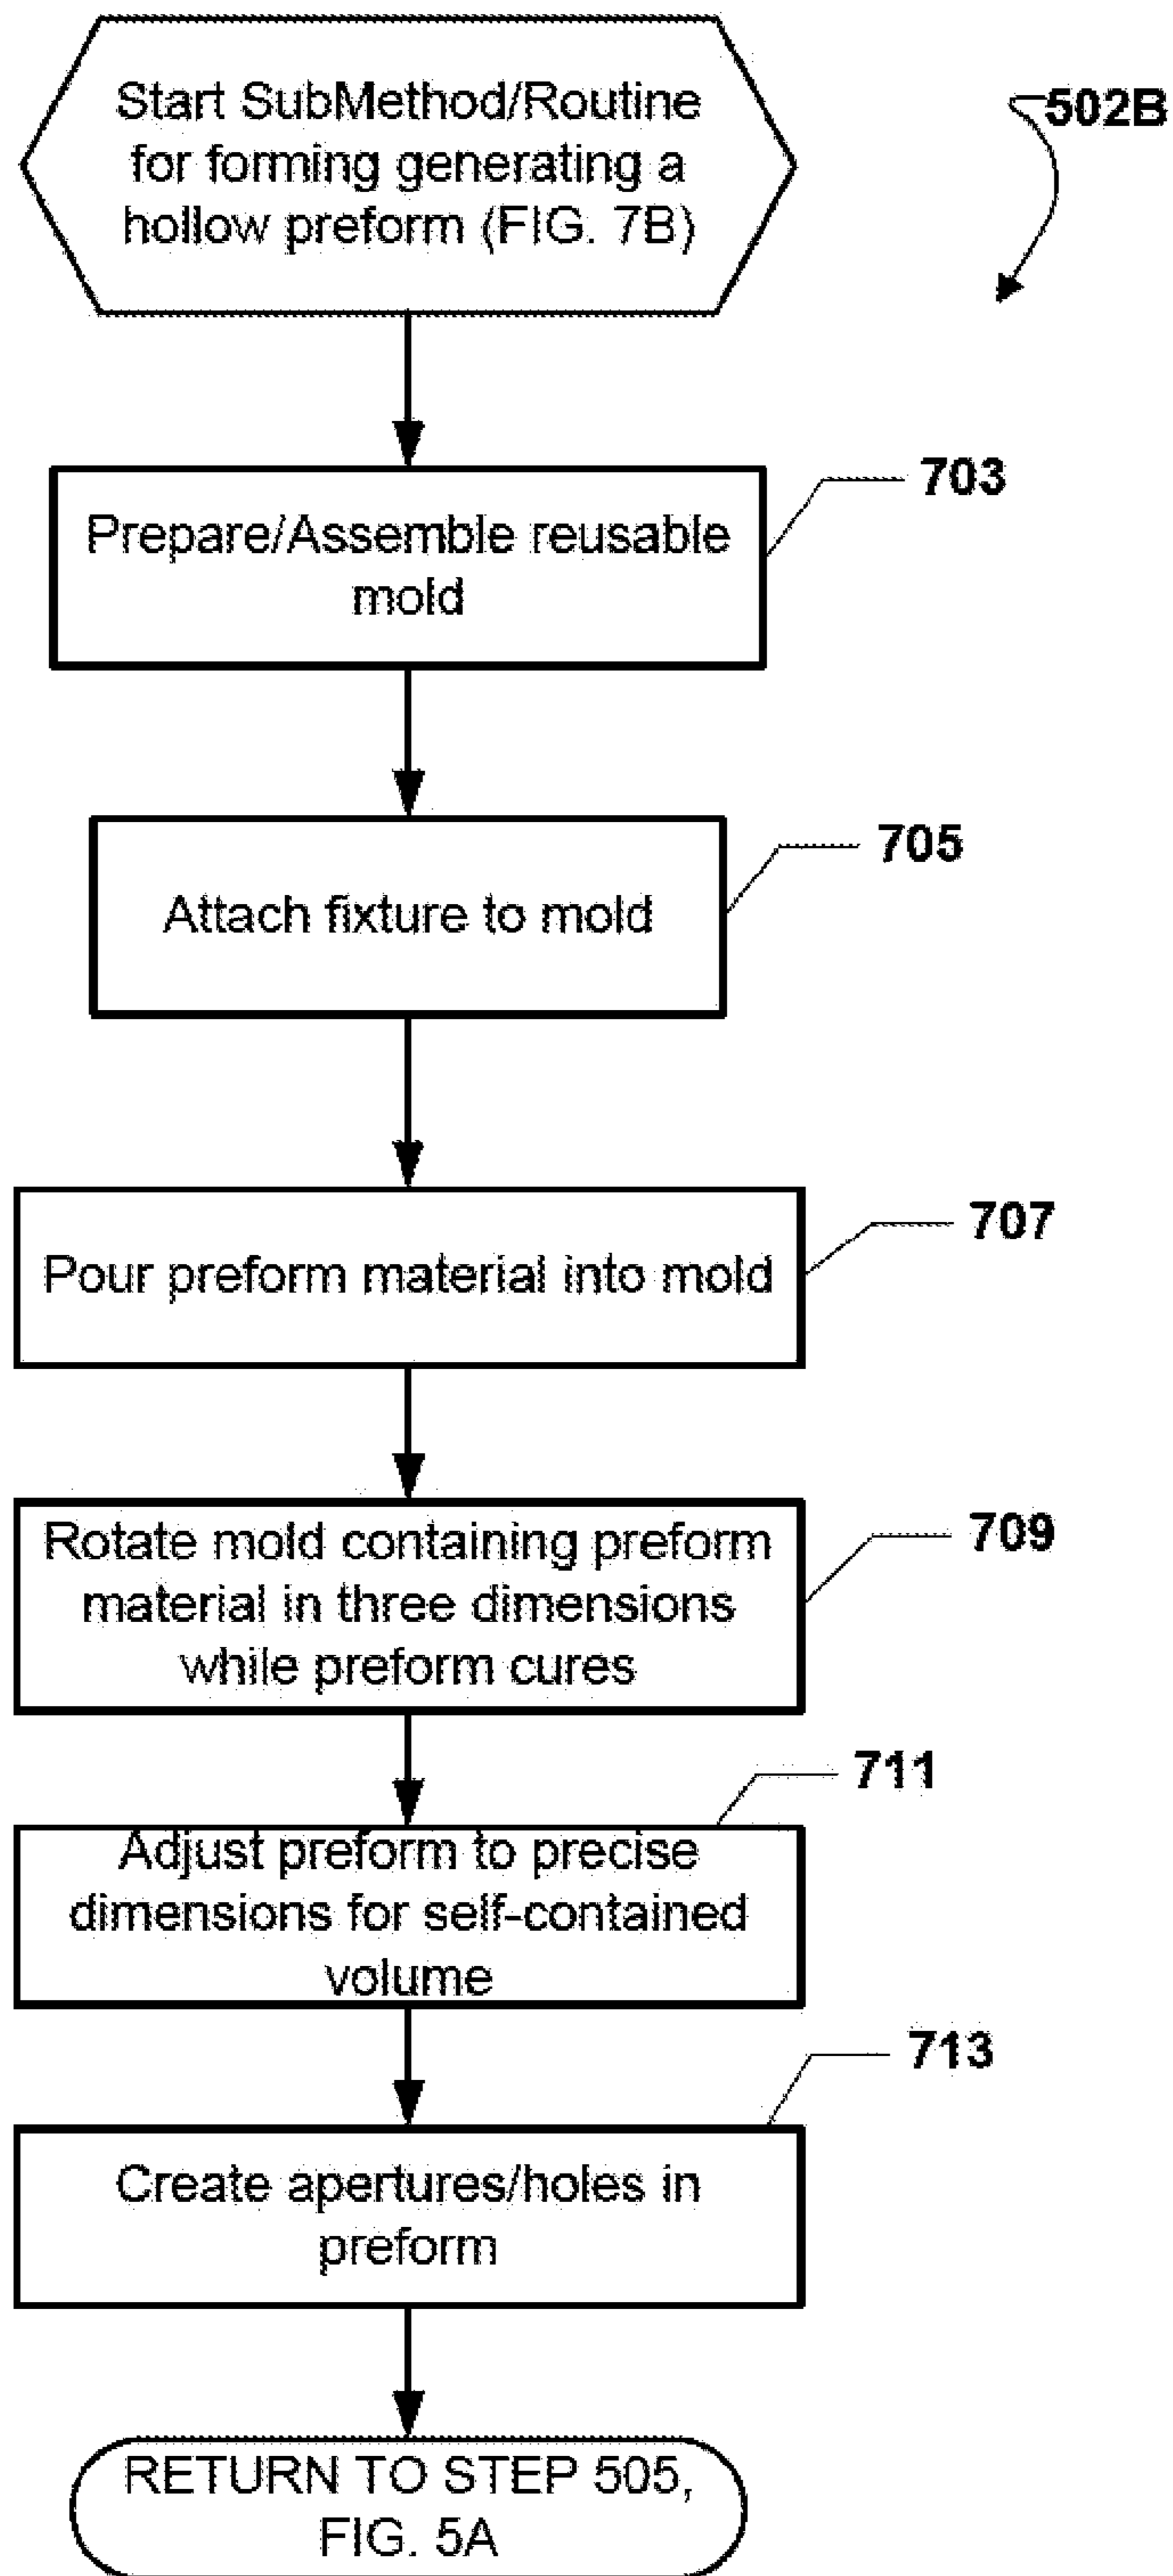 Start SubMethod/Routine
for forming generating a
hollow preform (FIG. 7B)
502B
703
Prepare/Assemble reusable
mold
705
Attach fixture to mold
707
Pour preform material into mold
709
Rotate mold containing preform
material in three dimensions
while preform cures
711
Adjust preform to precise
dimensions for self-contained
volume
713
Create apertures/holes in
preform
RETURN TO STEP 505,
FIG. 5A